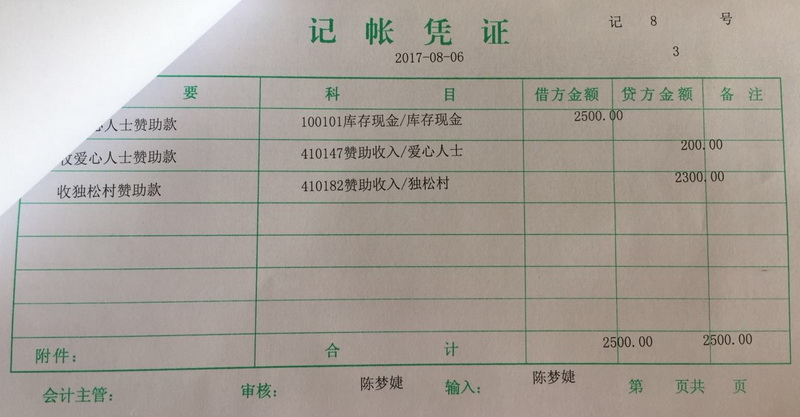 记帐凭证
记 8 号
2017-08-06
3
要 科目 借方金额 贷方金额 备注
心人士赞助款 100101库存现金/库存现金 2500.00
收爱心人士赞助款 410147赞助收入/爱心人士 200.00
收独松村赞助款 410182赞助收入/独松村 2300.00
附件： 合计 2500.00 2500.00
会计主管： 审核： 陈梦婕 输入： 陈梦婕 第 页共 页